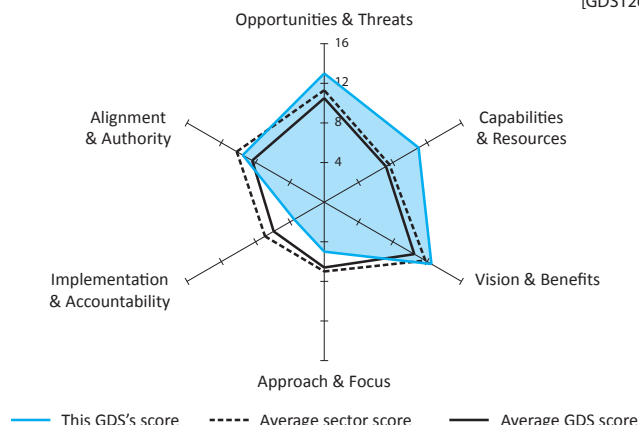 Opportunities & Threats
16
12
8
4
Alignment
& Authority
Capabilities
& Resources
Implementation
& Accountability
Vision & Benefits
Approach & Focus
This GDS's score
Average sector score
Average GDS score